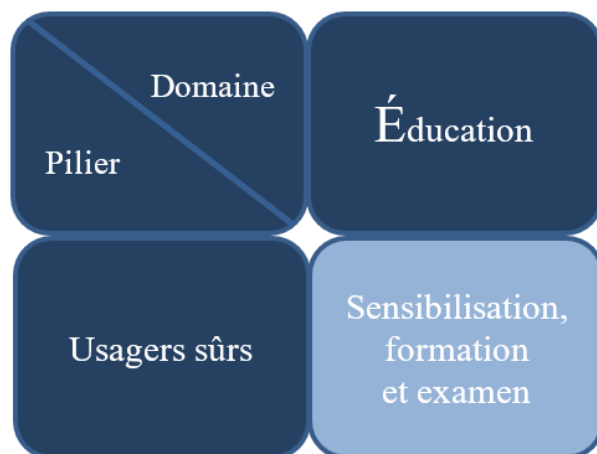 Domaine
Pilier
Éducation
Usagers sûrs
Sensibilisation,
formation
et examen